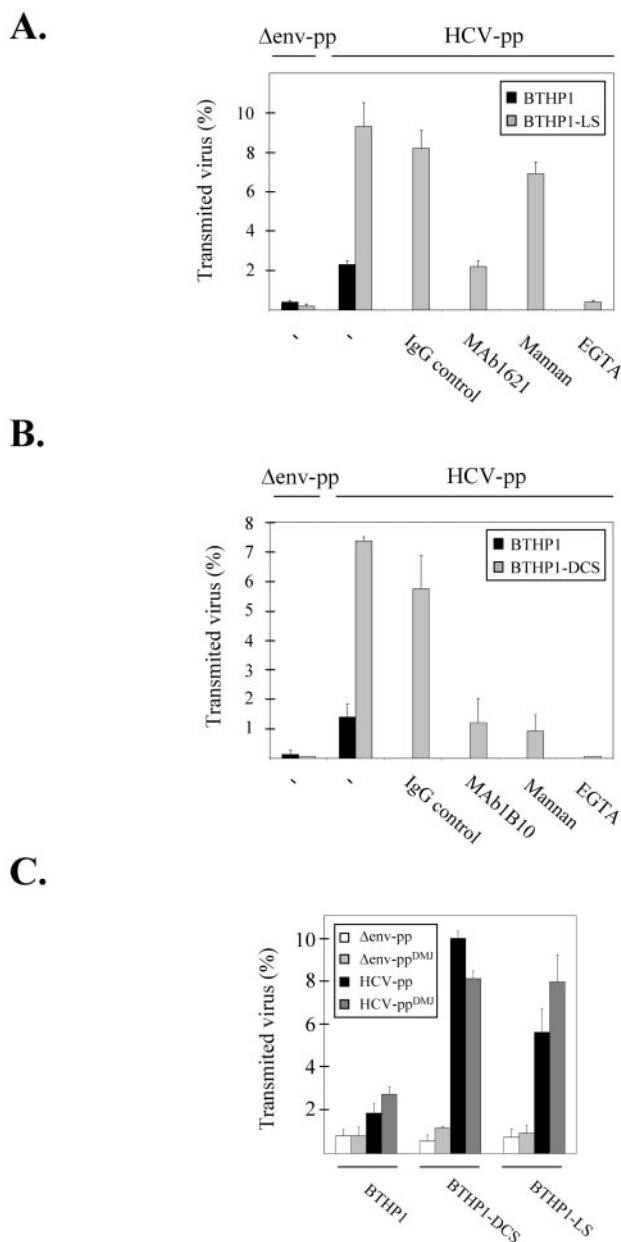 A.
Δenv-pp HCV-pp
Transmited virus (%)
10
8
6
4
2
BTHP1
BTHP1-LS
- - IgG control MAb1621 Mannan EGTA
B.
Δenv-pp HCV-pp
Transmited virus (%)
8
7
6
5
4
3
2
1
BTHP1
BTHP1-DCS
- - IgG control MAb1B10 Mannan EGTA
C.
Transmited virus (%)
10
8
6
4
2
Δenv-pp
Δenv-ppDMJ
HCV-pp
HCV-ppDMJ
BTHP1 BTHP1-DCS BTHP1-LS